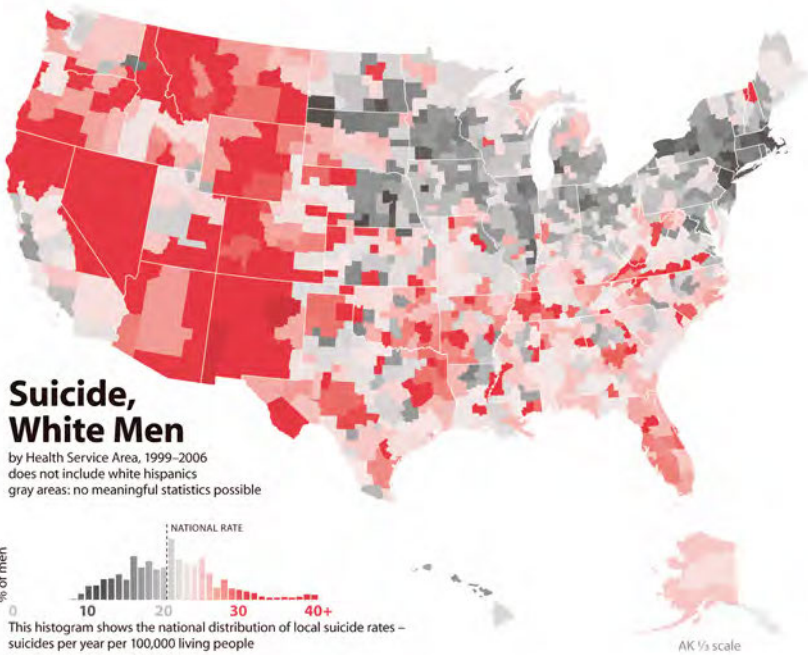 Suicide,
White Men
by Health Service Area, 1999–2006
does not include white hispanics
gray areas: no meaningful statistics possible
NATIONAL RATE
% of men
0 10 20 30 40+
This histogram shows the national distribution of local suicide rates –
suicides per year per 100,000 living people
AK ⅓ scale